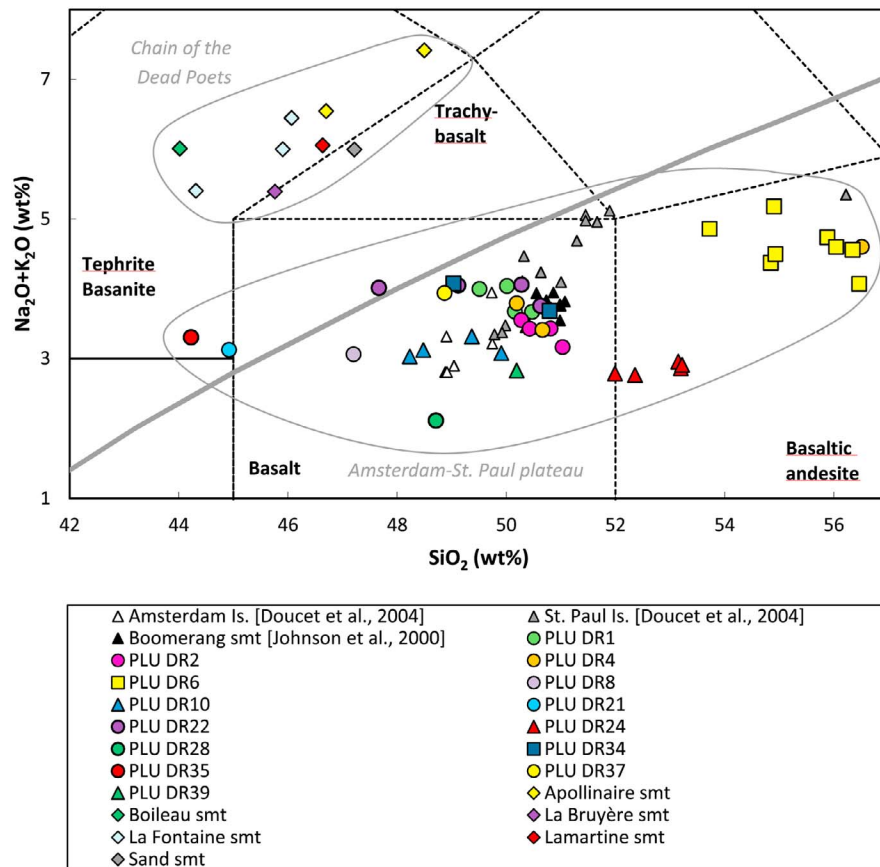 Chain of the
Dead Poets
Trachy-
basalt
Tephrite
Basanite
Basalt
Amsterdam-St. Paul plateau
Basaltic
andesite
Na₂O+K₂O (wt%)
7
5
3
1
42
44
46
48
50
52
54
56
SiO₂ (wt%)
Amsterdam Is. [Doucet et al., 2004]
St. Paul Is. [Doucet et al., 2004]
Boomerang smt [Johnson et al., 2000]
PLU DR1
PLU DR2
PLU DR4
PLU DR6
PLU DR8
PLU DR10
PLU DR21
PLU DR22
PLU DR24
PLU DR28
PLU DR34
PLU DR35
PLU DR37
PLU DR39
Apollinaire smt
Boileau smt
La Bruyère smt
La Fontaine smt
Lamartine smt
Sand smt